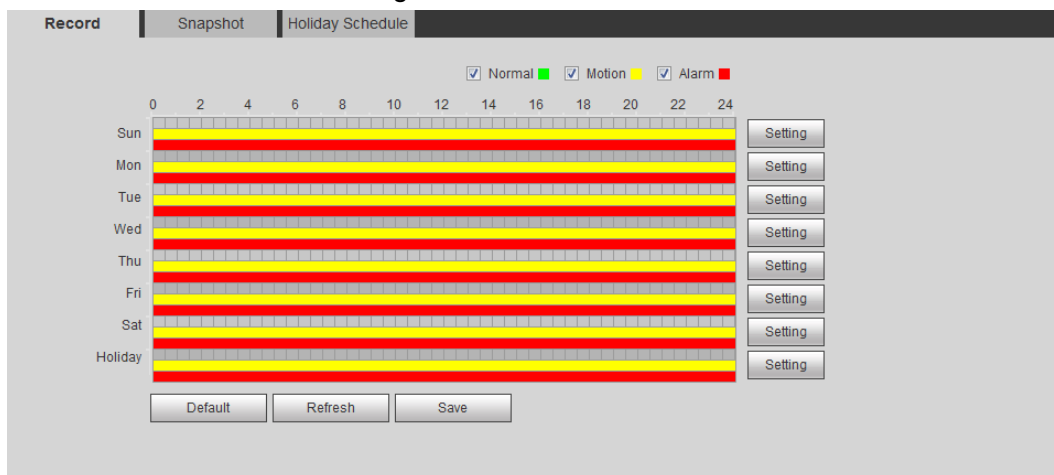 Record Snapshot Holiday Schedule
Normal Motion Alarm
0 2 4 6 8 10 12 14 16 18 20 22 24
Sun Setting
Mon Setting
Tue Setting
Wed Setting
Thu Setting
Fri Setting
Sat Setting
Holiday Setting
Default Refresh Save